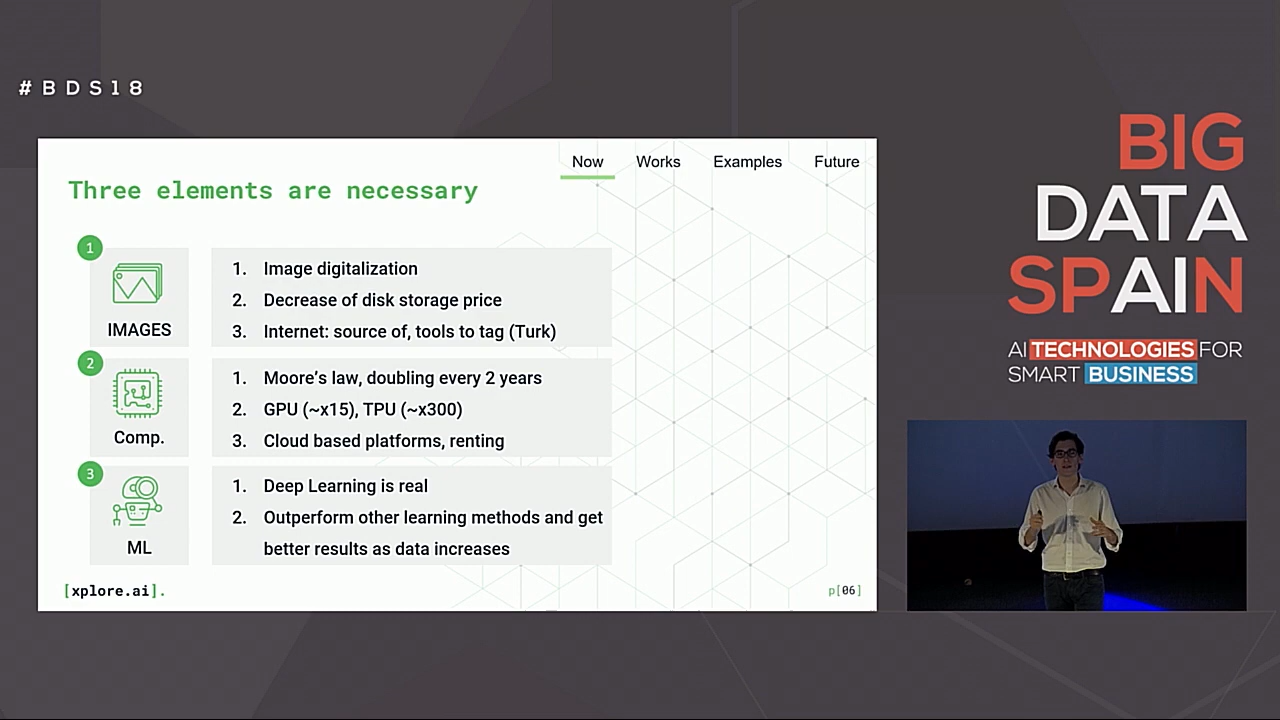 #BDS18
Now Works Examples Future
Three elements are necessary
1
IMAGES
1. Image digitalization
2. Decrease of disk storage price
3. Internet: source of, tools to tag (Turk)
2
Comp.
1. Moore's law, doubling every 2 years
2. GPU (~x15), TPU (~x300)
3. Cloud based platforms, renting
3
ML
1. Deep Learning is real
2. Outperform other learning methods and get
better results as data increases
[xplore.ai].
p[06]
BIG
DATA
SPAIN
AI TECHNOLOGIES FOR
SMART BUSINESS